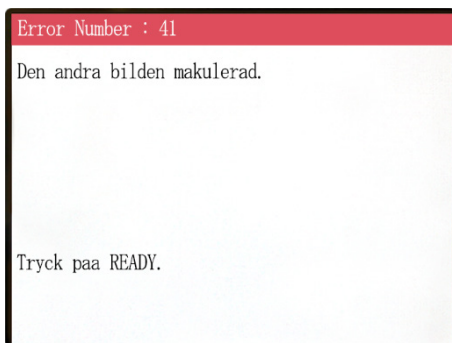 Error Number : 41
Den andra bilden makulerad.
Tryck paa READY.